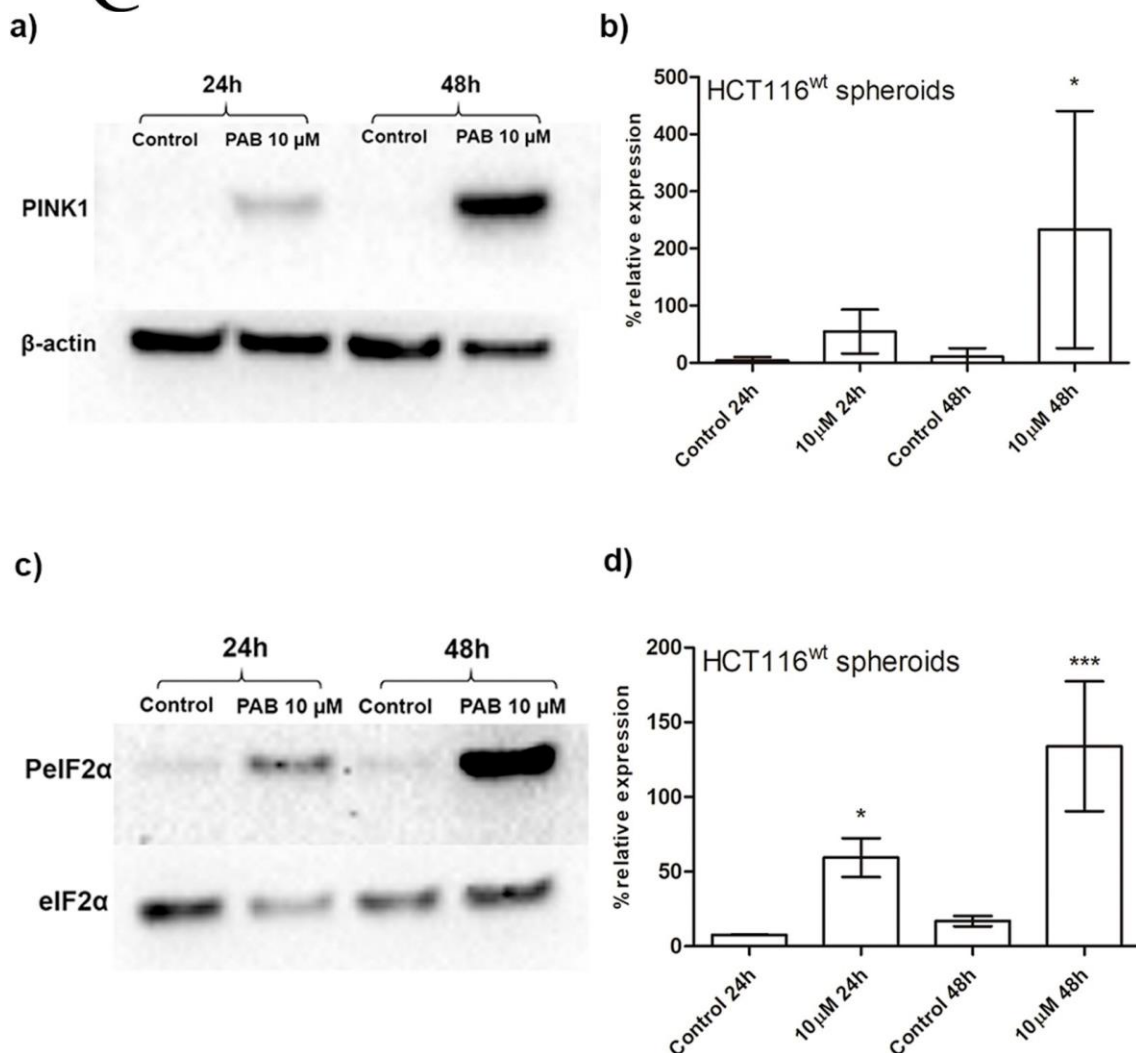 a)
24h 48h
Control PAB 10 µM Control PAB 10 µM
PINK1
β-actin
b)
HCT116wt spheroids
*
500
400
300
200
100
0
%relative expression
Control 24h
10µM 24h
Control 48h
10µM 48h
c)
24h 48h
Control PAB 10 µM Control PAB 10 µM
PeIF2α
eIF2α
d)
HCT116wt spheroids
*
***
200
150
100
50
0
%relative expression
Control 24h
10µM 24h
Control 48h
10µM 48h